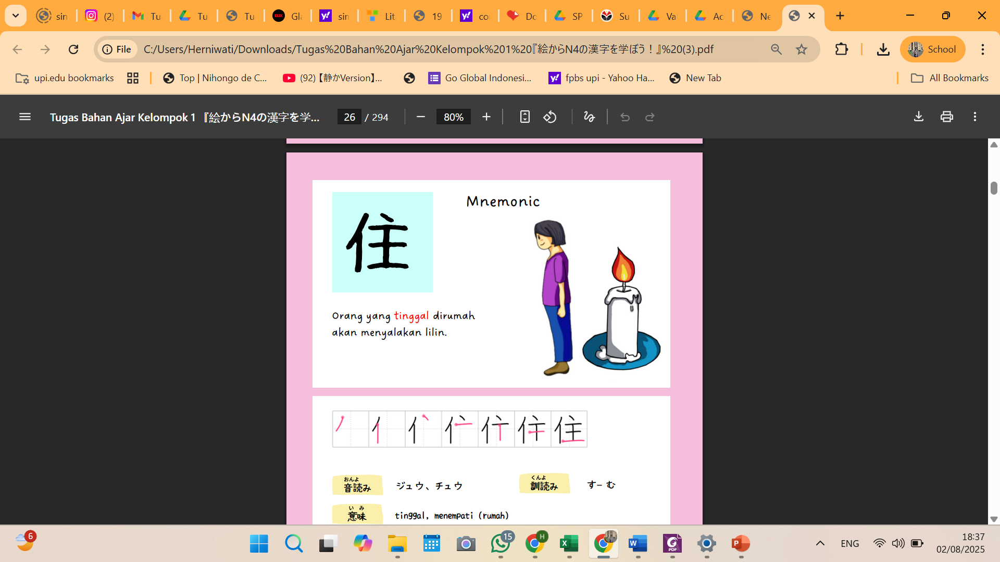 sin
(2)
Tu
Tu
Tu
Gla
sin
Lit
19
co
Do
SP
Su
Va
Ac
Ne
File
C:/Users/Herniwati/Downloads/Tugas%20Bahan%20Ajar%20Kelompok%201%20『絵からN4の漢字を学ぼう！』%20(3).pdf
School
upi.edu bookmarks
Top | Nihongo de C...
(92)【静かVersion】...
Go Global Indonesi...
fpbs upi - Yahoo Ha...
New Tab
All Bookmarks
Tugas Bahan Ajar Kelompok 1 『絵からN4の漢字を学...
26 / 294
80%
住
Mnemonic
Orang yang tinggal dirumah
akan menyalakan lilin.
住
おんよ
音読み
ジュウ、チュウ
くんよ
訓読み
す− む
いみ
意味
tinggal, menempati (rumah)
6
15
H
ENG
18:37
02/08/2025